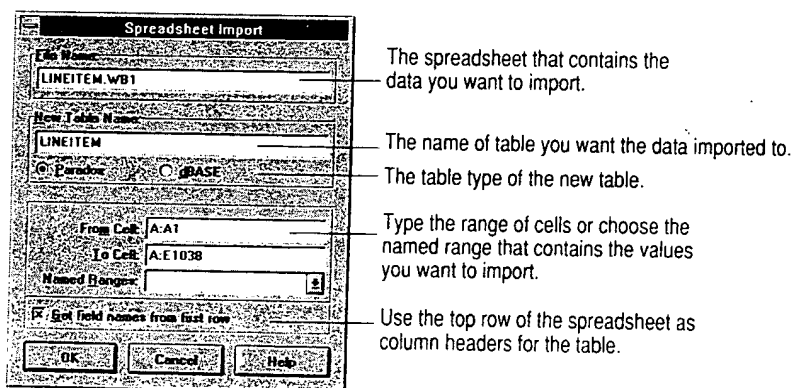 Spreadsheet Import
File Name:
LINEITEM.WB1
The spreadsheet that contains the
data you want to import.
New Table Name:
LINEITEM
The name of table you want the data imported to.
Paradox
dBASE
The table type of the new table.
From Cell: A:A1
To Cell: A:E1038
Named Ranges:
Type the range of cells or choose the
named range that contains the values
you want to import.
Get field names from first row
Use the top row of the spreadsheet as
column headers for the table.
OK
Cancel
Help